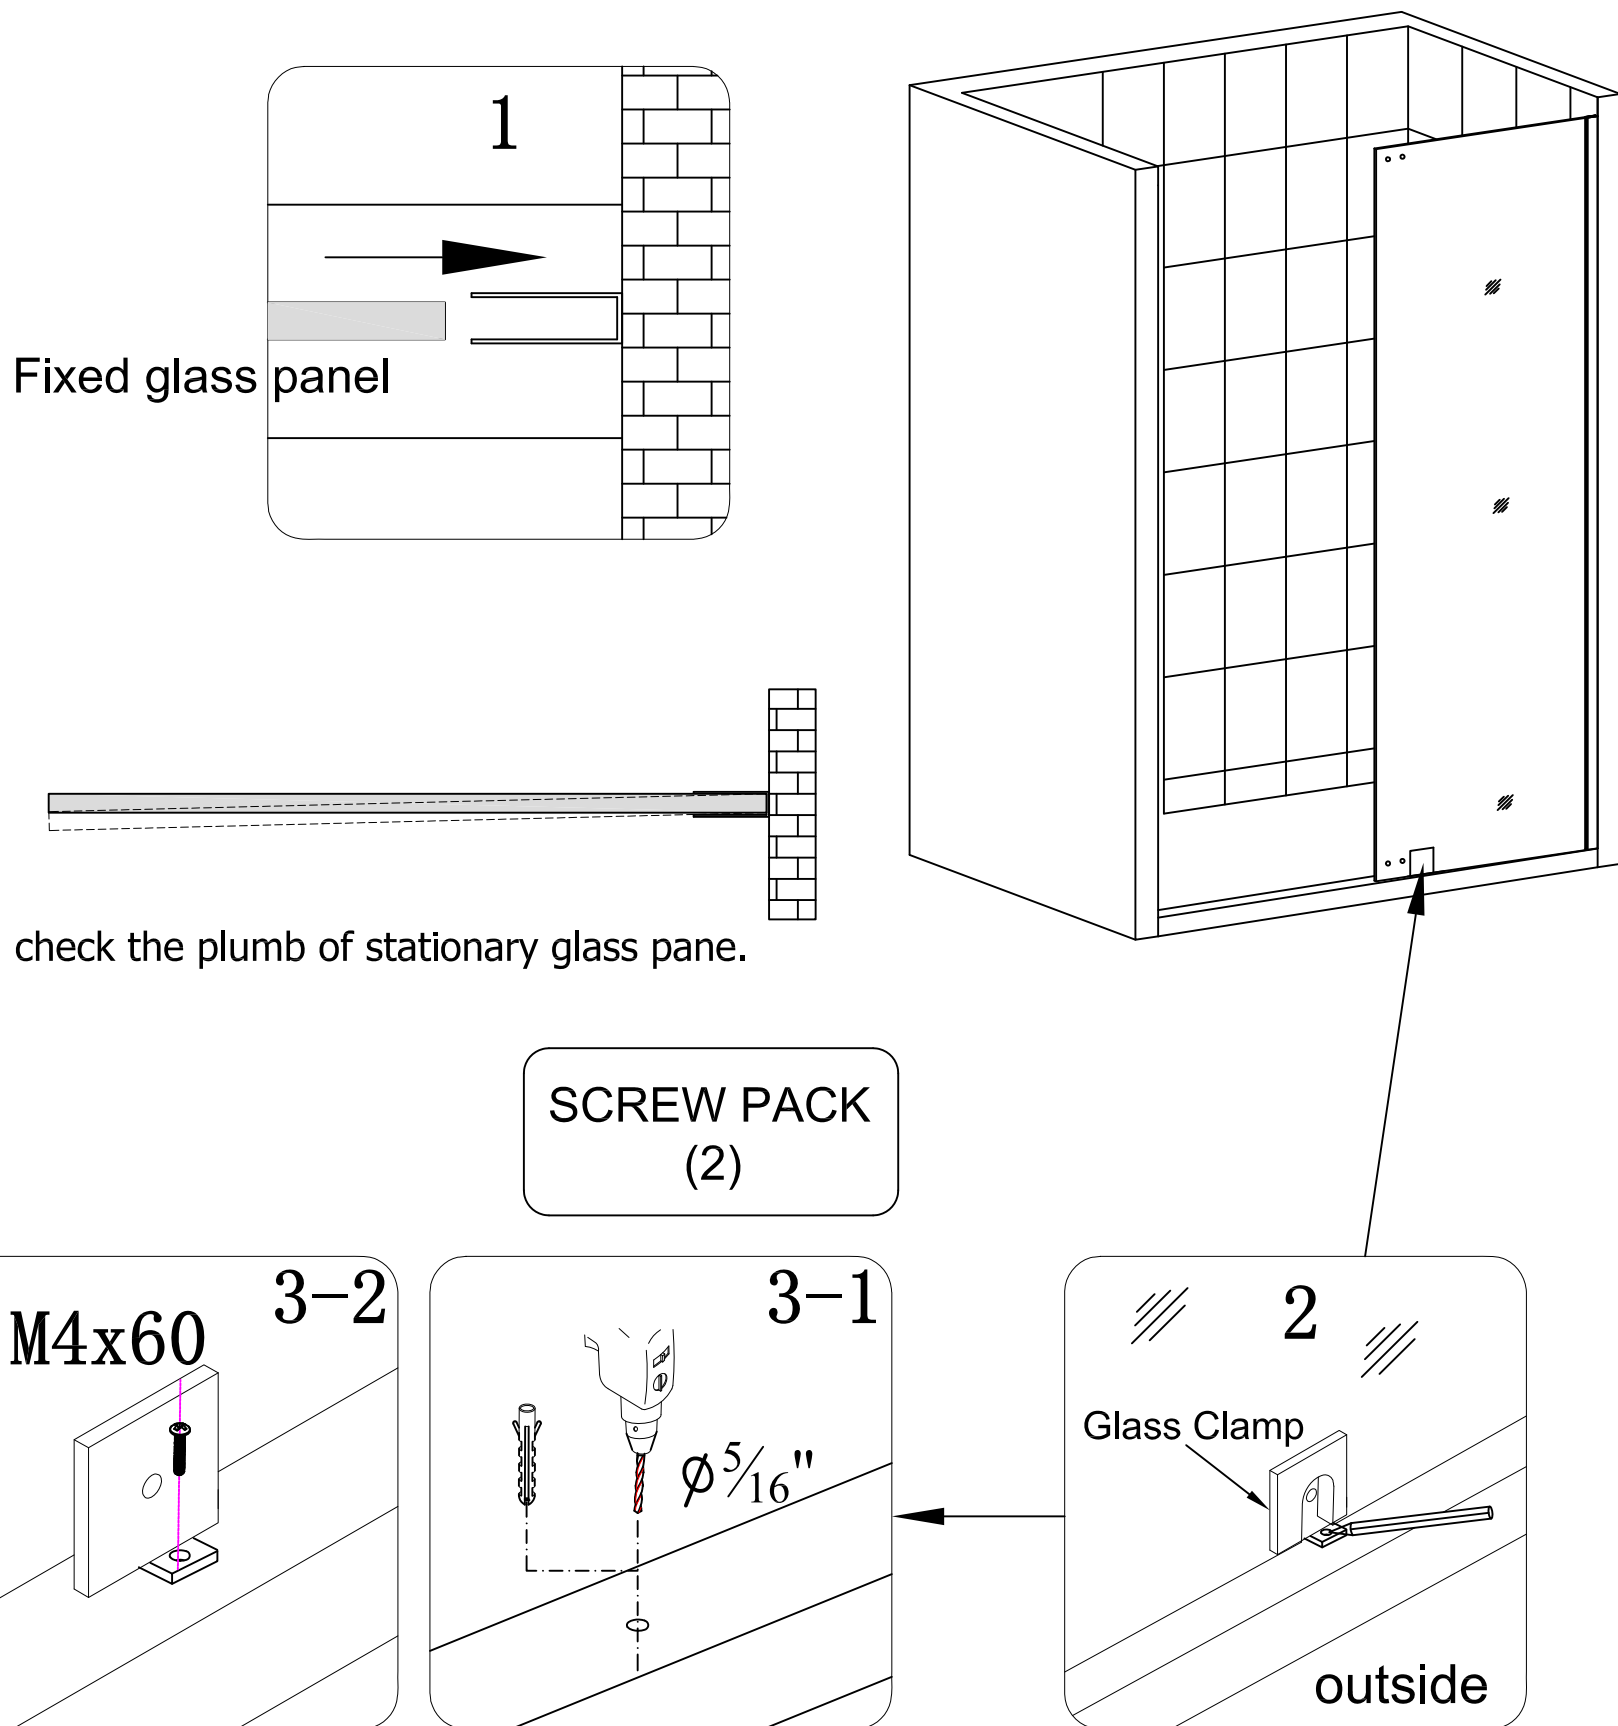 1
Fixed glass panel
check the plumb of stationary glass pane.
SCREW PACK
(2)
3-2
M4x60
3-1
Ø5/16"
2
Glass Clamp
outside